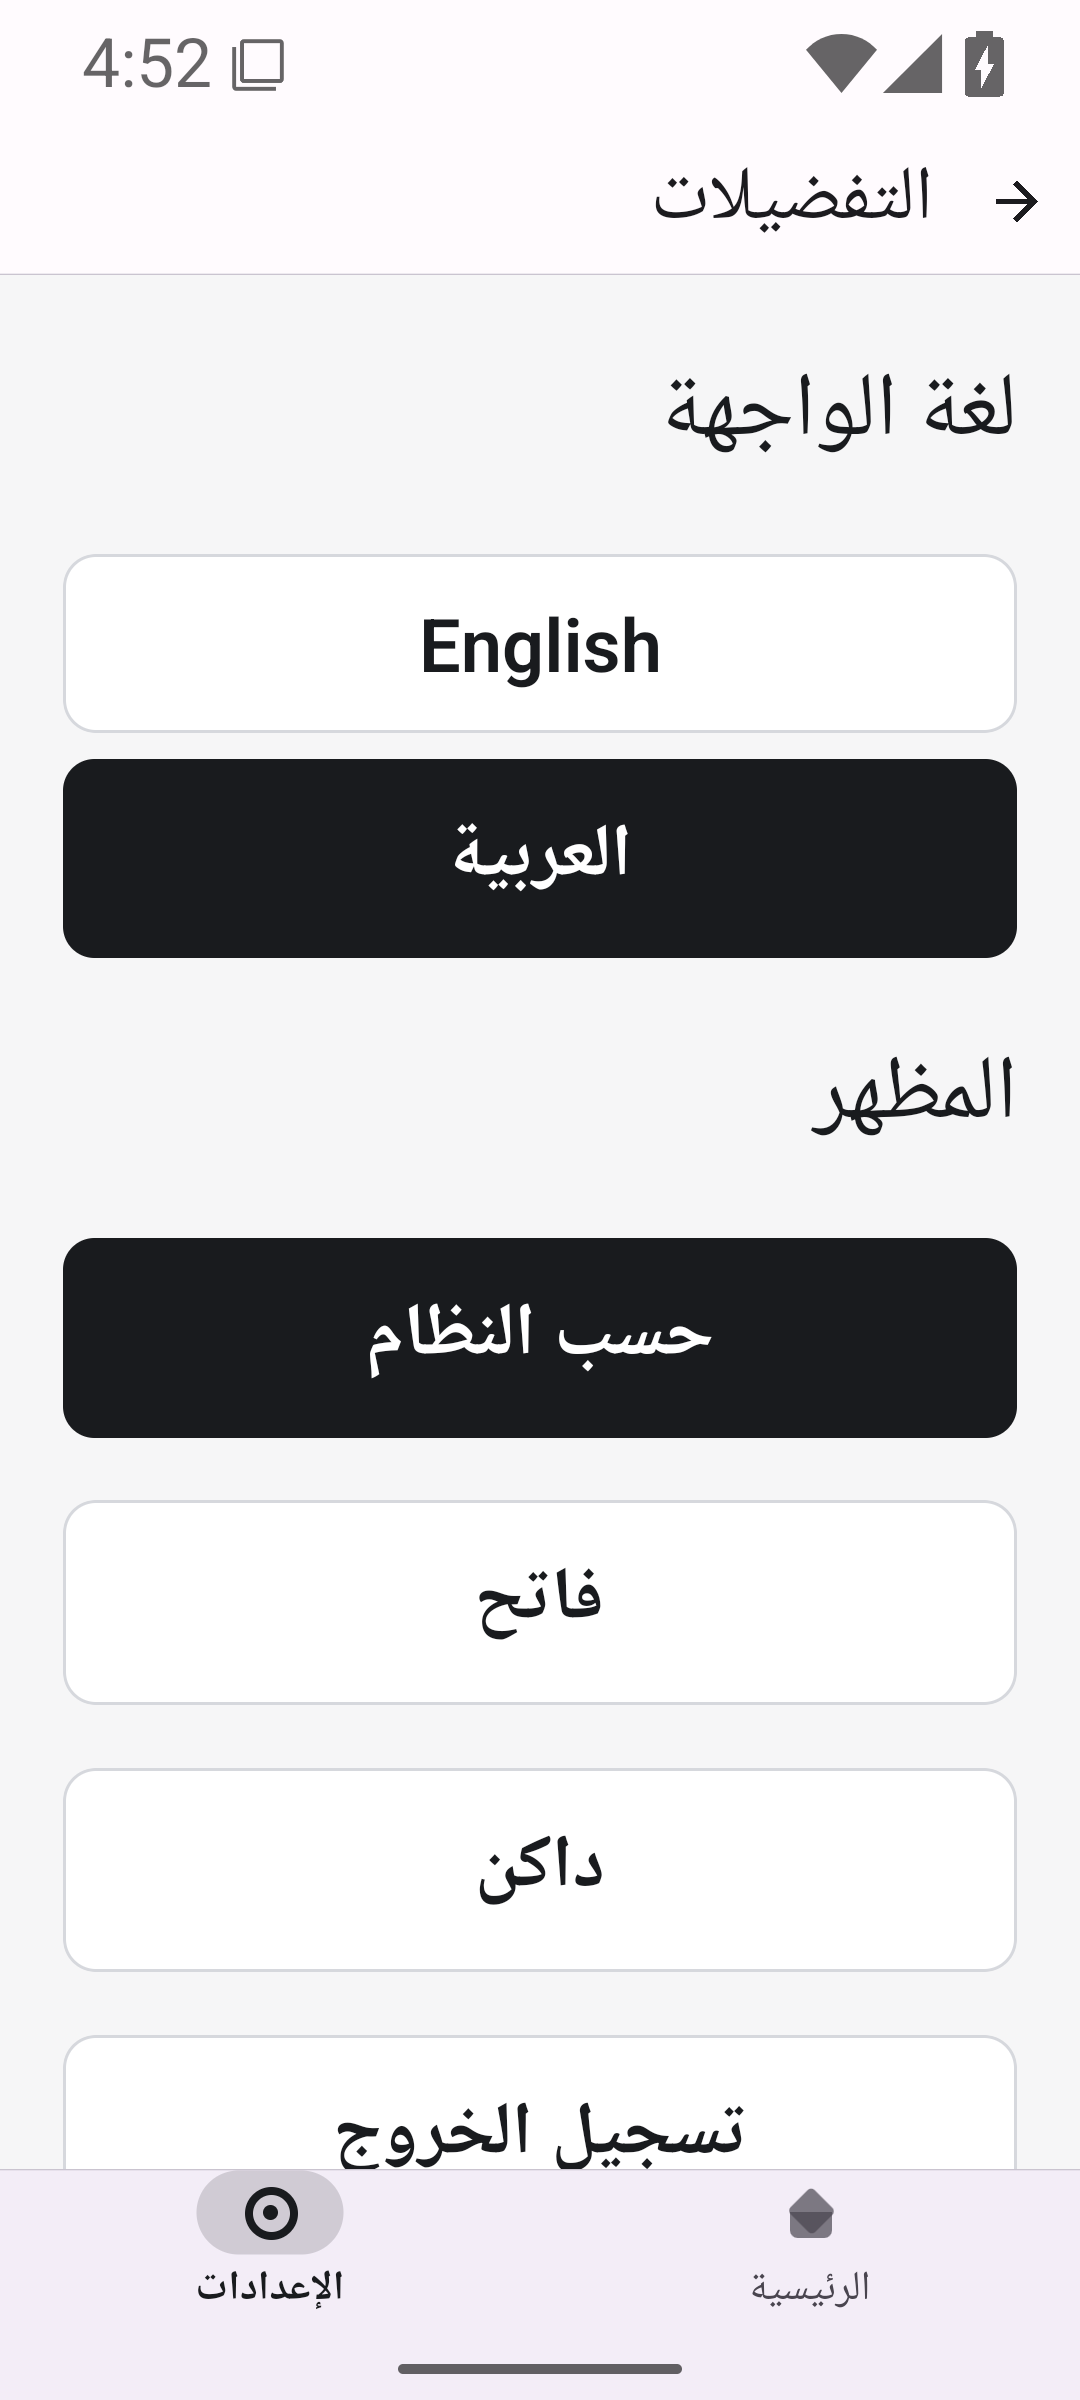 4:52
التفضيلات
لغة الواجهة
English
العربية
المظهر
حسب النظام
فاتح
داكن
تسجيل الخروج
الرئيسية
الإعدادات